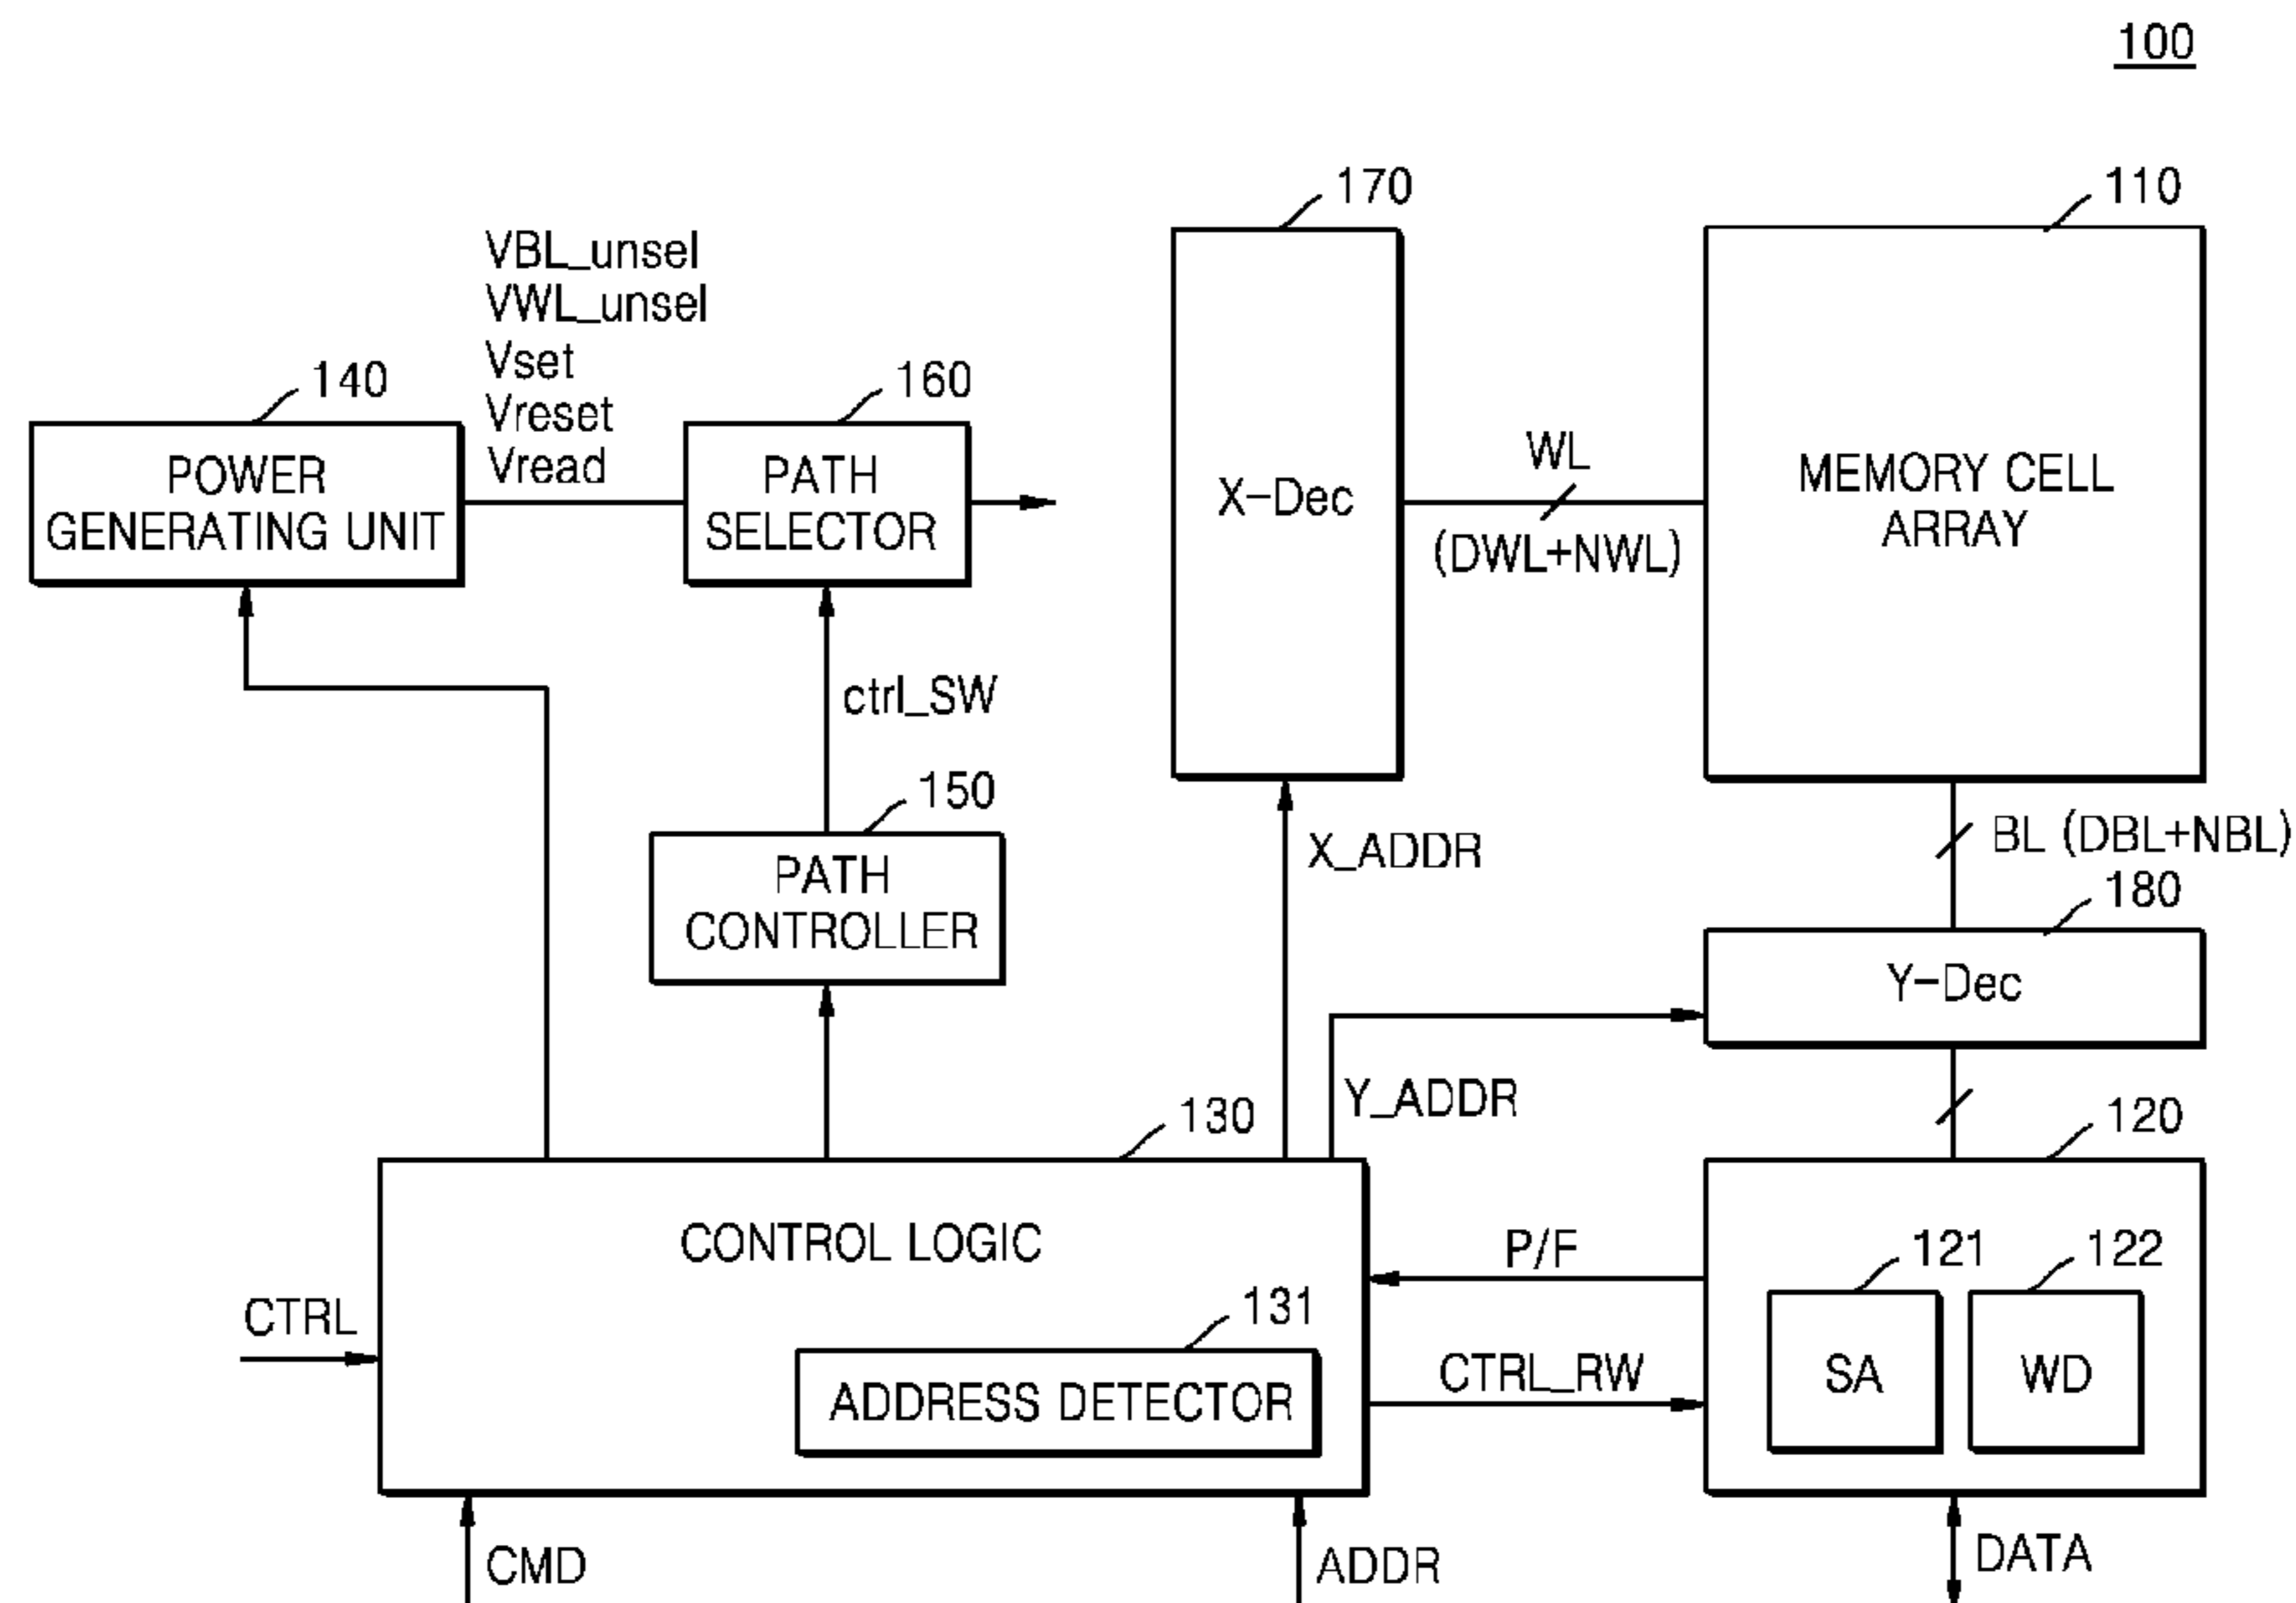 100
170
110
VBL_unsel
VWL_unsel
Vset
Vreset
Vread
140
160
POWER
GENERATING UNIT
PATH
SELECTOR
X-Dec
WL
(DWL+NWL)
MEMORY CELL
ARRAY
ctrl_SW
150
PATH
CONTROLLER
X_ADDR
BL (DBL+NBL)
180
Y-Dec
Y_ADDR
130
120
CONTROL LOGIC
P/F
121
122
CTRL
131
ADDRESS DETECTOR
CTRL_RW
SA
WD
CMD
ADDR
DATA